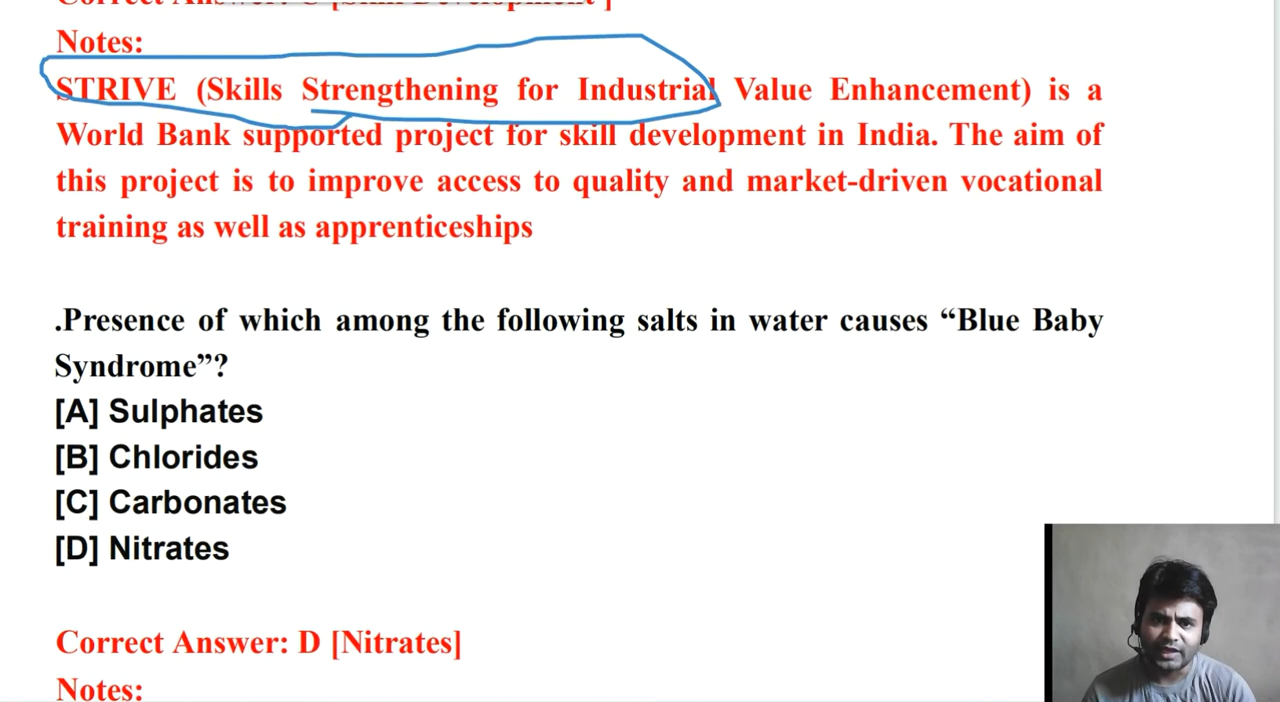 Notes:
STRIVE (Skills Strengthening for Industrial Value Enhancement) is a
World Bank supported project for skill development in India. The aim of
this project is to improve access to quality and market-driven vocational
training as well as apprenticeships
.Presence of which among the following salts in water causes “Blue Baby
Syndrome”?
[A] Sulphates
[B] Chlorides
[C] Carbonates
[D] Nitrates
Correct Answer: D [Nitrates]
Notes: